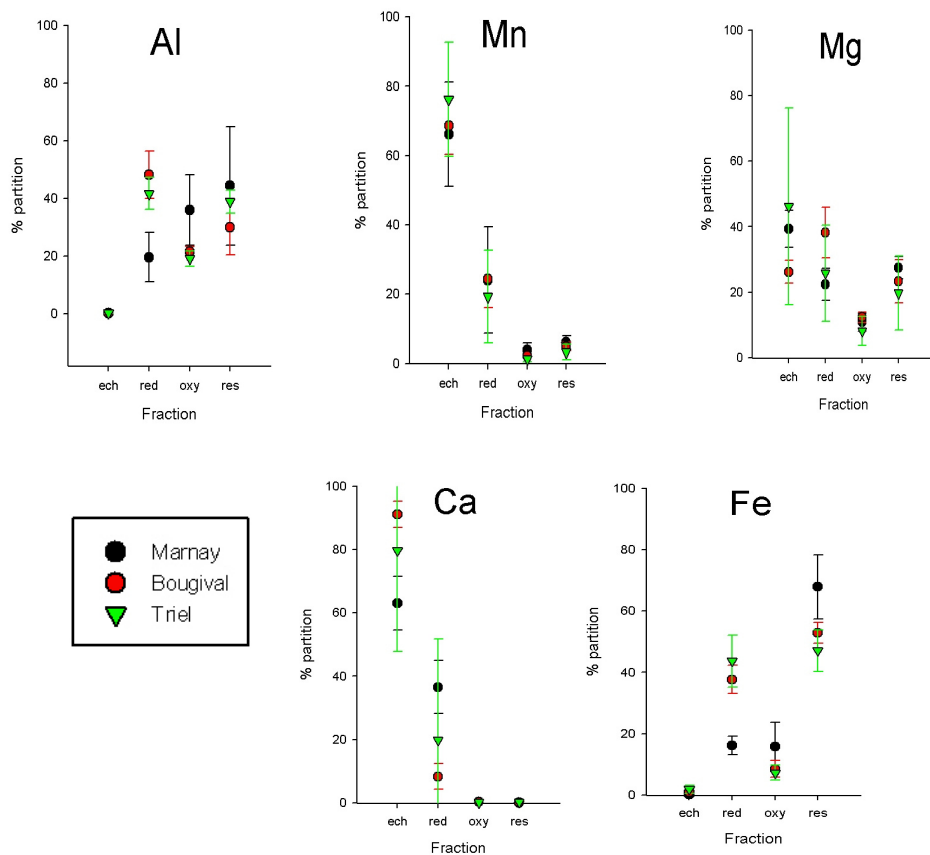 Al
100
80
60
40
20
0
% partition
ech red oxy res
Fraction
Mn
100
80
60
40
20
0
% partition
ech red oxy res
Fraction
Mg
100
80
60
40
20
0
% partition
ech red oxy res
Fraction
Marnay
Bougival
Triel
Ca
100
80
60
40
20
0
% partition
ech red oxy res
Fraction
Fe
100
80
60
40
20
0
% partition
ech red oxy res
Fraction